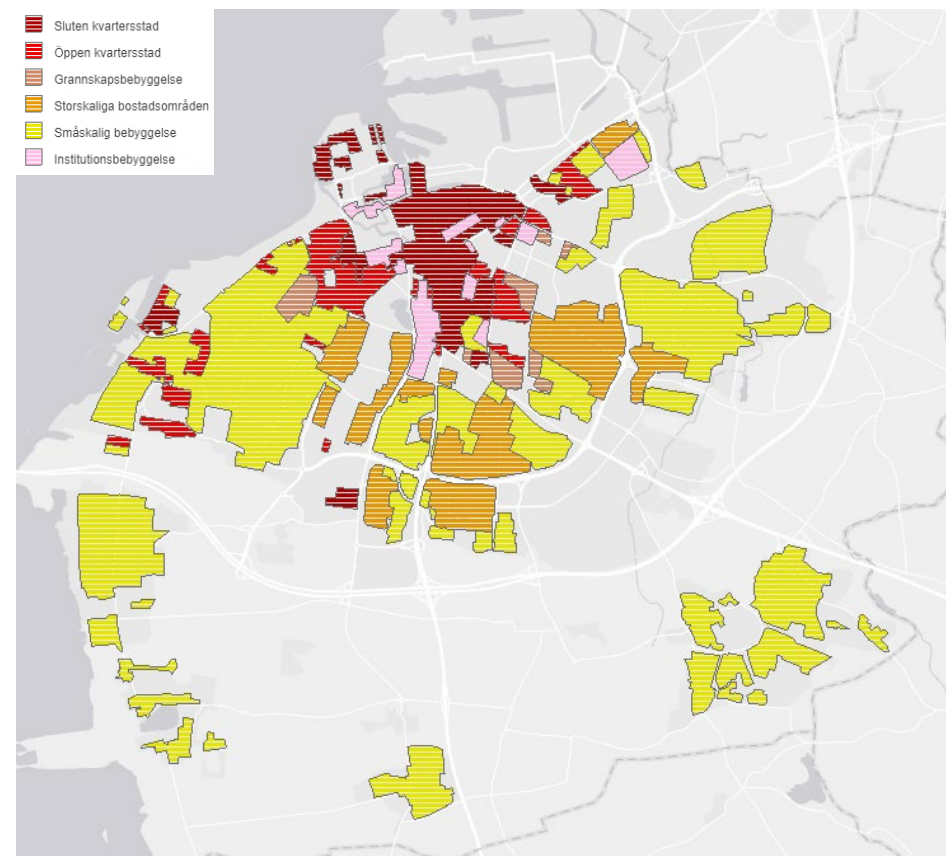 Sluten kvartersstad
Öppen kvartersstad
Grannskapsbebyggelse
Storskaliga bostadsområden
Småskalig bebyggelse
Institutionsbebyggelse